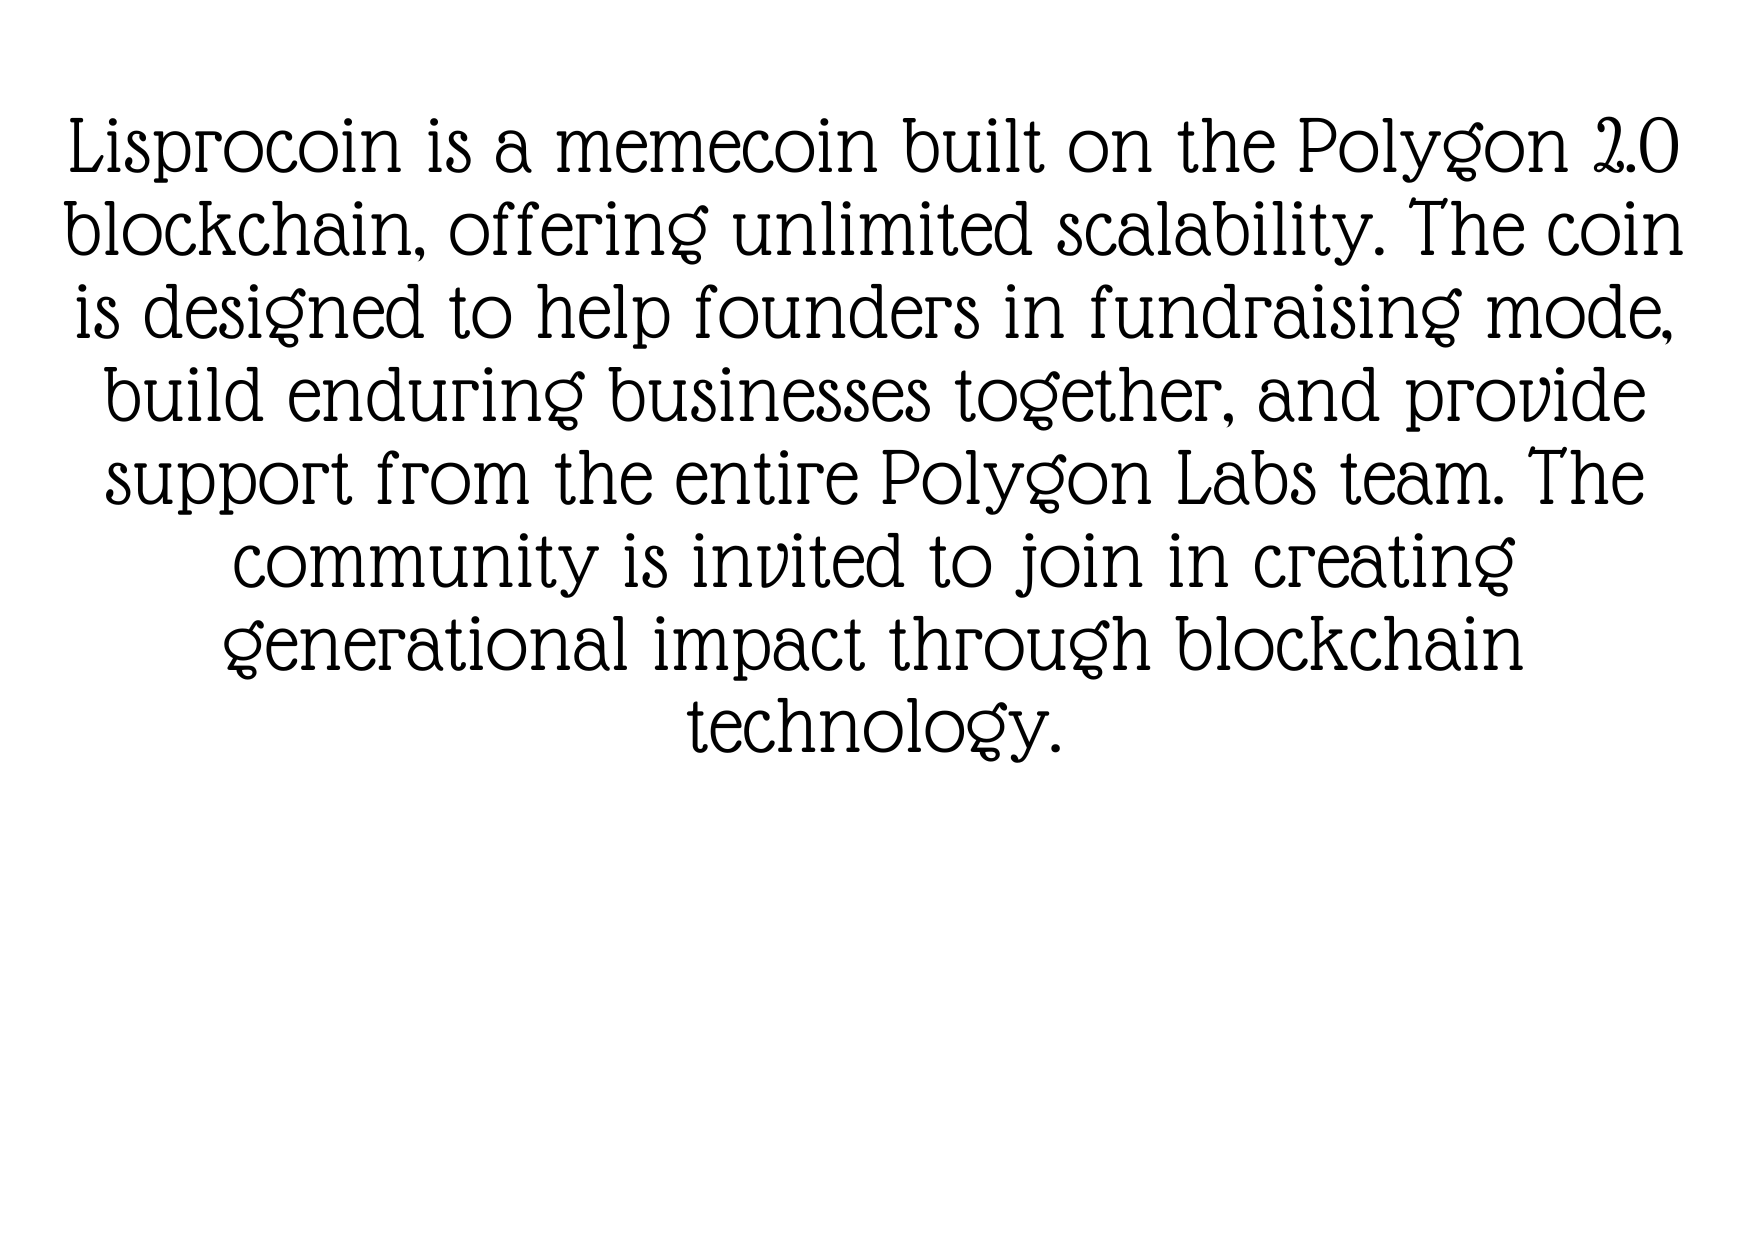 Lisprocoin is a memecoin built on the Polygon 2.0
blockchain, offering unlimited scalability. The coin
is designed to help founders in fundraising mode,
build enduring businesses together, and provide
support from the entire Polygon Labs team. The
community is invited to join in creating
generational impact through blockchain
technology.